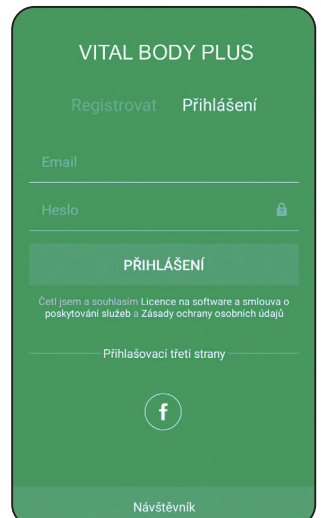 VITAL BODY PLUS
Registrovat Přihlášení
Email
Heslo
PŘIHLÁŠENÍ
Četl jsem a souhlasím Licence na software a smlouva o
poskytování služeb a Zásady ochrany osobních údajů
Přihlašovací třetí strany
f
Návštěvník